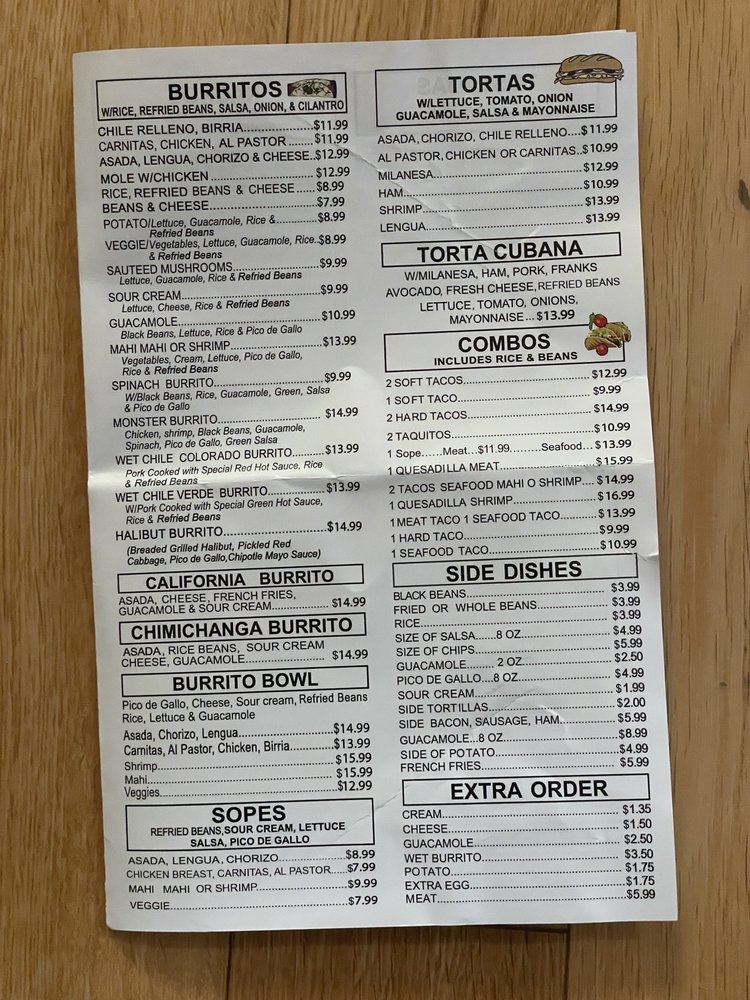 BURRITOS
W/RICE, REFRIED BEANS, SALSA, ONION, & CILANTRO
CHILE RELLENO, BIRRIA......................$11.99
CARNITAS, CHICKEN, AL PASTOR .......$11.99
ASADA, LENGUA, CHORIZO & CHEESE..$12.99
MOLE W/CHICKEN ..............................$12.99
RICE, REFRIED BEANS & CHEESE .....$8.99
BEANS & CHEESE................................$7.99
POTATO/Lettuce, Guacamole, Rice &............$8.99
Refried Beans
VEGGIE/Vegetables, Lettuce, Guacamole, Rice..$8.99
& Refried Beans
SAUTEED MUSHROOMS........................$9.99
Lettuce, Guacamole, Rice & Refried Beans
SOUR CREAM.......................................$9.99
Lettuce, Cheese, Rice & Refried Beans
GUACAMOLE........................................$10.99
Black Beans, Lettuce, Rice & Pico de Gallo
MAHI MAHI OR SHRIMP..........................$13.99
Vegetables, Cream, Lettuce, Pico de Gallo,
Rice & Refried Beans
SPINACH BURRITO................................$9.99
W/Black Beans, Rice, Guacamole, Green, Salsa
& Pico de Gallo
MONSTER BURRITO.............................. $14.99
Chicken, shrimp, Black Beans, Guacamole,
Spinach, Pico de Gallo, Green Salsa
WET CHILE COLORADO BURRITO..........$13.99
Pork Cooked with Special Red Hot Sauce, Rice
& Refried Beans
WET CHILE VERDE BURRITO.................$13.99
W/Pork Cooked with Special Green Hot Sauce,
Rice & Refried Beans
HALIBUT BURRITO...............................$14.99
(Breaded Grilled Halibut, Pickled Red
Cabbage, Pico de Gallo,Chipotle Mayo Sauce)
CALIFORNIA BURRITO
ASADA, CHEESE, FRENCH FRIES,
GUACAMOLE & SOUR CREAM.................. $14.99
CHIMICHANGA BURRITO
ASADA, RICE BEANS, SOUR CREAM
CHEESE, GUACAMOLE........................ $14.99
BURRITO BOWL
Pico de Gallo, Cheese, Sour cream, Refried Beans
Rice, Lettuce & Guacamole
Asada, Chorizo, Lengua............................$14.99
Carnitas, Al Pastor, Chicken, Birria.............$13.99
Shrimp.................................................... $15.99
Mahi....................................................... $15.99
Veggies....................................................$12.99
SOPES
REFRIED BEANS,SOUR CREAM, LETTUCE
SALSA, PICO DE GALLO
ASADA, LENGUA, CHORIZO....................$8.99
CHICKEN BREAST, CARNITAS, AL PASTOR.....$7.99
MAHI MAHI OR SHRIMP..........................$9.99
VEGGIE..................................................$7.99
TORTAS
W/LETTUCE, TOMATO, ONION
GUACAMOLE, SALSA & MAYONNAISE
ASADA, CHORIZO, CHILE RELLENO....$11.99
AL PASTOR, CHICKEN OR CARNITAS..$10.99
MILANESA...........................................$12.99
HAM....................................................$10.99
SHRIMP...............................................$13.99
LENGUA..............................................$13.99
TORTA CUBANA
W/MILANESA, HAM, PORK, FRANKS
AVOCADO, FRESH CHEESE,REFRIED BEANS
LETTUCE, TOMATO, ONIONS,
MAYONNAISE... $13.99
COMBOS
INCLUDES RICE & BEANS
2 SOFT TACOS...................................... $12.99
1 SOFT TACO........................................ $9.99
2 HARD TACOS..................................... $14.99
2 TAQUITOS..........................................$10.99
1 Sope......Meat...$11.99.........Seafood...$13.99
1 QUESADILLA MEAT.............................$15.99
2 TACOS SEAFOOD MAHI O SHRIMP.... $14.99
1 QUESADILLA SHRIMP......................... $16.99
1 MEAT TACO 1 SEAFOOD TACO........... $13.99
1 HARD TACO........................................$9.99
1 SEAFOOD TACO..................................$10.99
SIDE DISHES
BLACK BEANS........................................ $3.99
FRIED OR WHOLE BEANS.................... $3.99
RICE......................................................$3.99
SIZE OF SALSA......8 OZ........................ $4.99
SIZE OF CHIPS.......................................$5.99
GUACAMOLE......... 2 OZ........................ $2.50
PICO DE GALLO....8 OZ......................... $4.99
SOUR CREAM........................................$1.99
SIDE TORTILLAS.................................... $2.00
SIDE BACON, SAUSAGE, HAM.............. $5.99
GUACAMOLE...8 OZ...............................$8.99
SIDE OF POTATO...................................$4.99
FRENCH FRIES...................................... $5.99
EXTRA ORDER
CREAM................................................... $1.35
CHEESE.................................................. $1.50
GUACAMOLE.......................................... $2.50
WET BURRITO........................................ $3.50
POTATO..................................................$1.75
EXTRA EGG............................................$1.75
MEAT......................................................$5.99